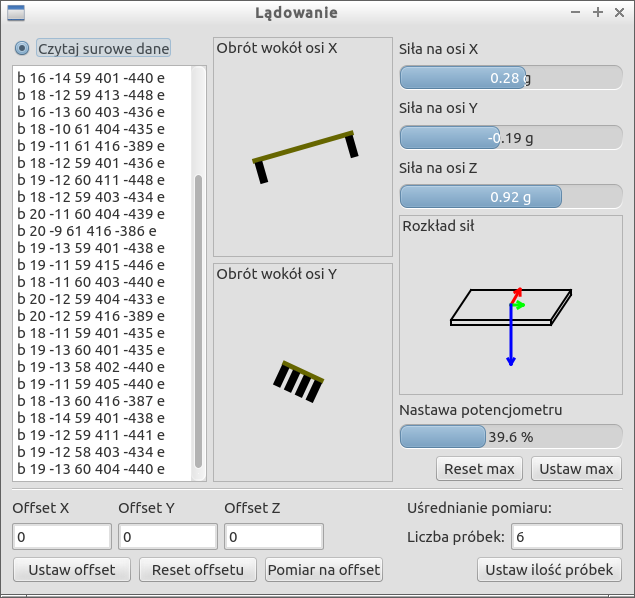 Lądowanie
Czytaj surowe dane
b 16 -14 59 401 -440 e
b 18 -12 59 413 -448 e
b 16 -13 60 403 -436 e
b 18 -10 61 404 -435 e
b 19 -11 61 416 -389 e
b 18 -12 59 401 -436 e
b 19 -12 60 411 -448 e
b 18 -12 59 403 -434 e
b 20 -11 60 404 -439 e
b 20 -9 61 416 -386 e
b 19 -13 59 401 -438 e
b 19 -11 59 415 -446 e
b 18 -11 60 403 -440 e
b 20 -12 59 404 -433 e
b 20 -12 59 416 -389 e
b 18 -11 59 401 -435 e
b 19 -13 60 401 -435 e
b 19 -13 58 402 -440 e
b 19 -11 59 405 -440 e
b 18 -13 60 416 -387 e
b 18 -14 59 401 -438 e
b 19 -12 59 411 -441 e
b 19 -12 58 403 -434 e
b 19 -13 60 404 -440 e
Obrót wokół osi X
Obrót wokół osi Y
Siła na osi X
0.28 g
Siła na osi Y
-0.19 g
Siła na osi Z
0.92 g
Rozkład sił
Nastawa potencjometru
39.6 %
Reset max
Ustaw max
Offset X
Offset Y
Offset Z
0
0
0
Ustaw offset
Reset offsetu
Pomiar na offset
Uśrednianie pomiaru:
Liczba próbek:
6
Ustaw ilość próbek